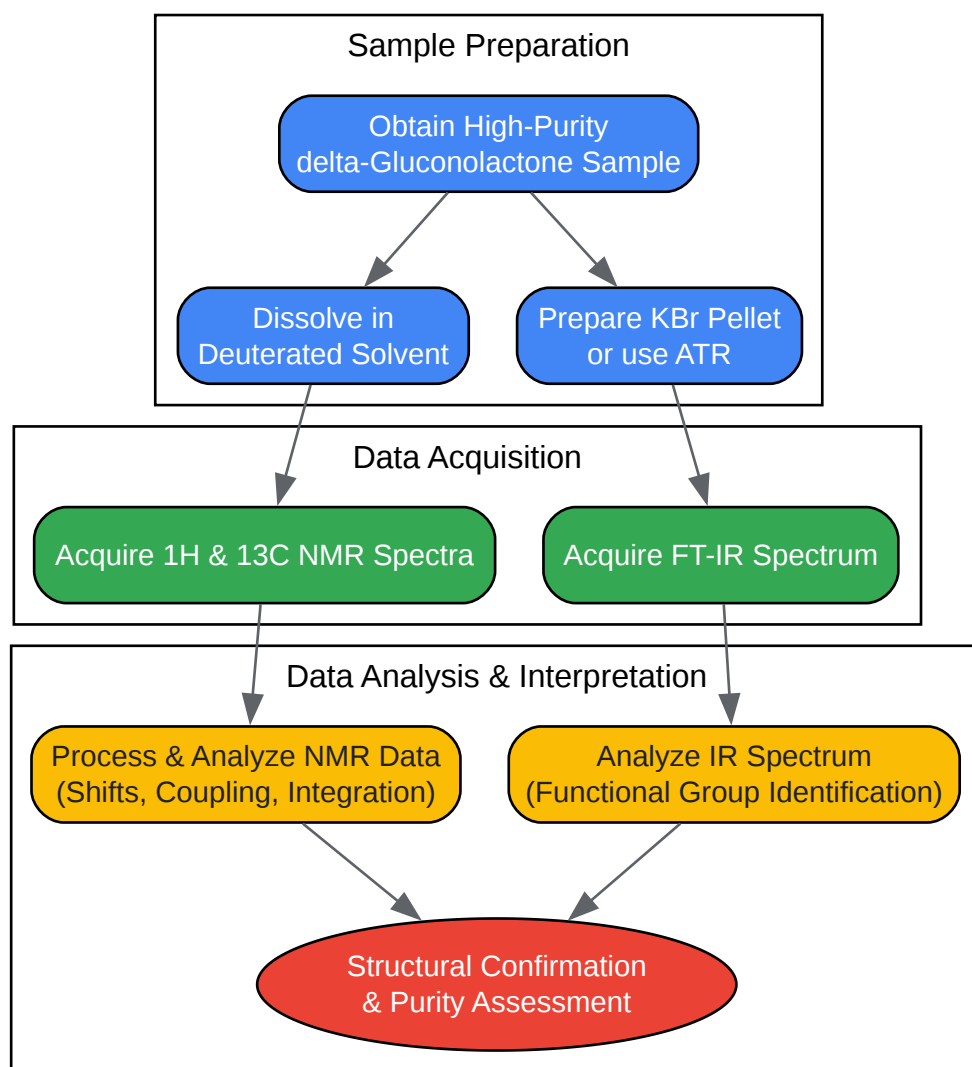 Sample Preparation
Obtain High-Purity
delta-Gluconolactone Sample
Dissolve in
Deuterated Solvent
Prepare KBr Pellet
or use ATR
Data Acquisition
Acquire 1H & 13C NMR Spectra
Acquire FT-IR Spectrum
Data Analysis & Interpretation
Process & Analyze NMR Data
(Shifts, Coupling, Integration)
Analyze IR Spectrum
(Functional Group Identification)
Structural Confirmation
& Purity Assessment